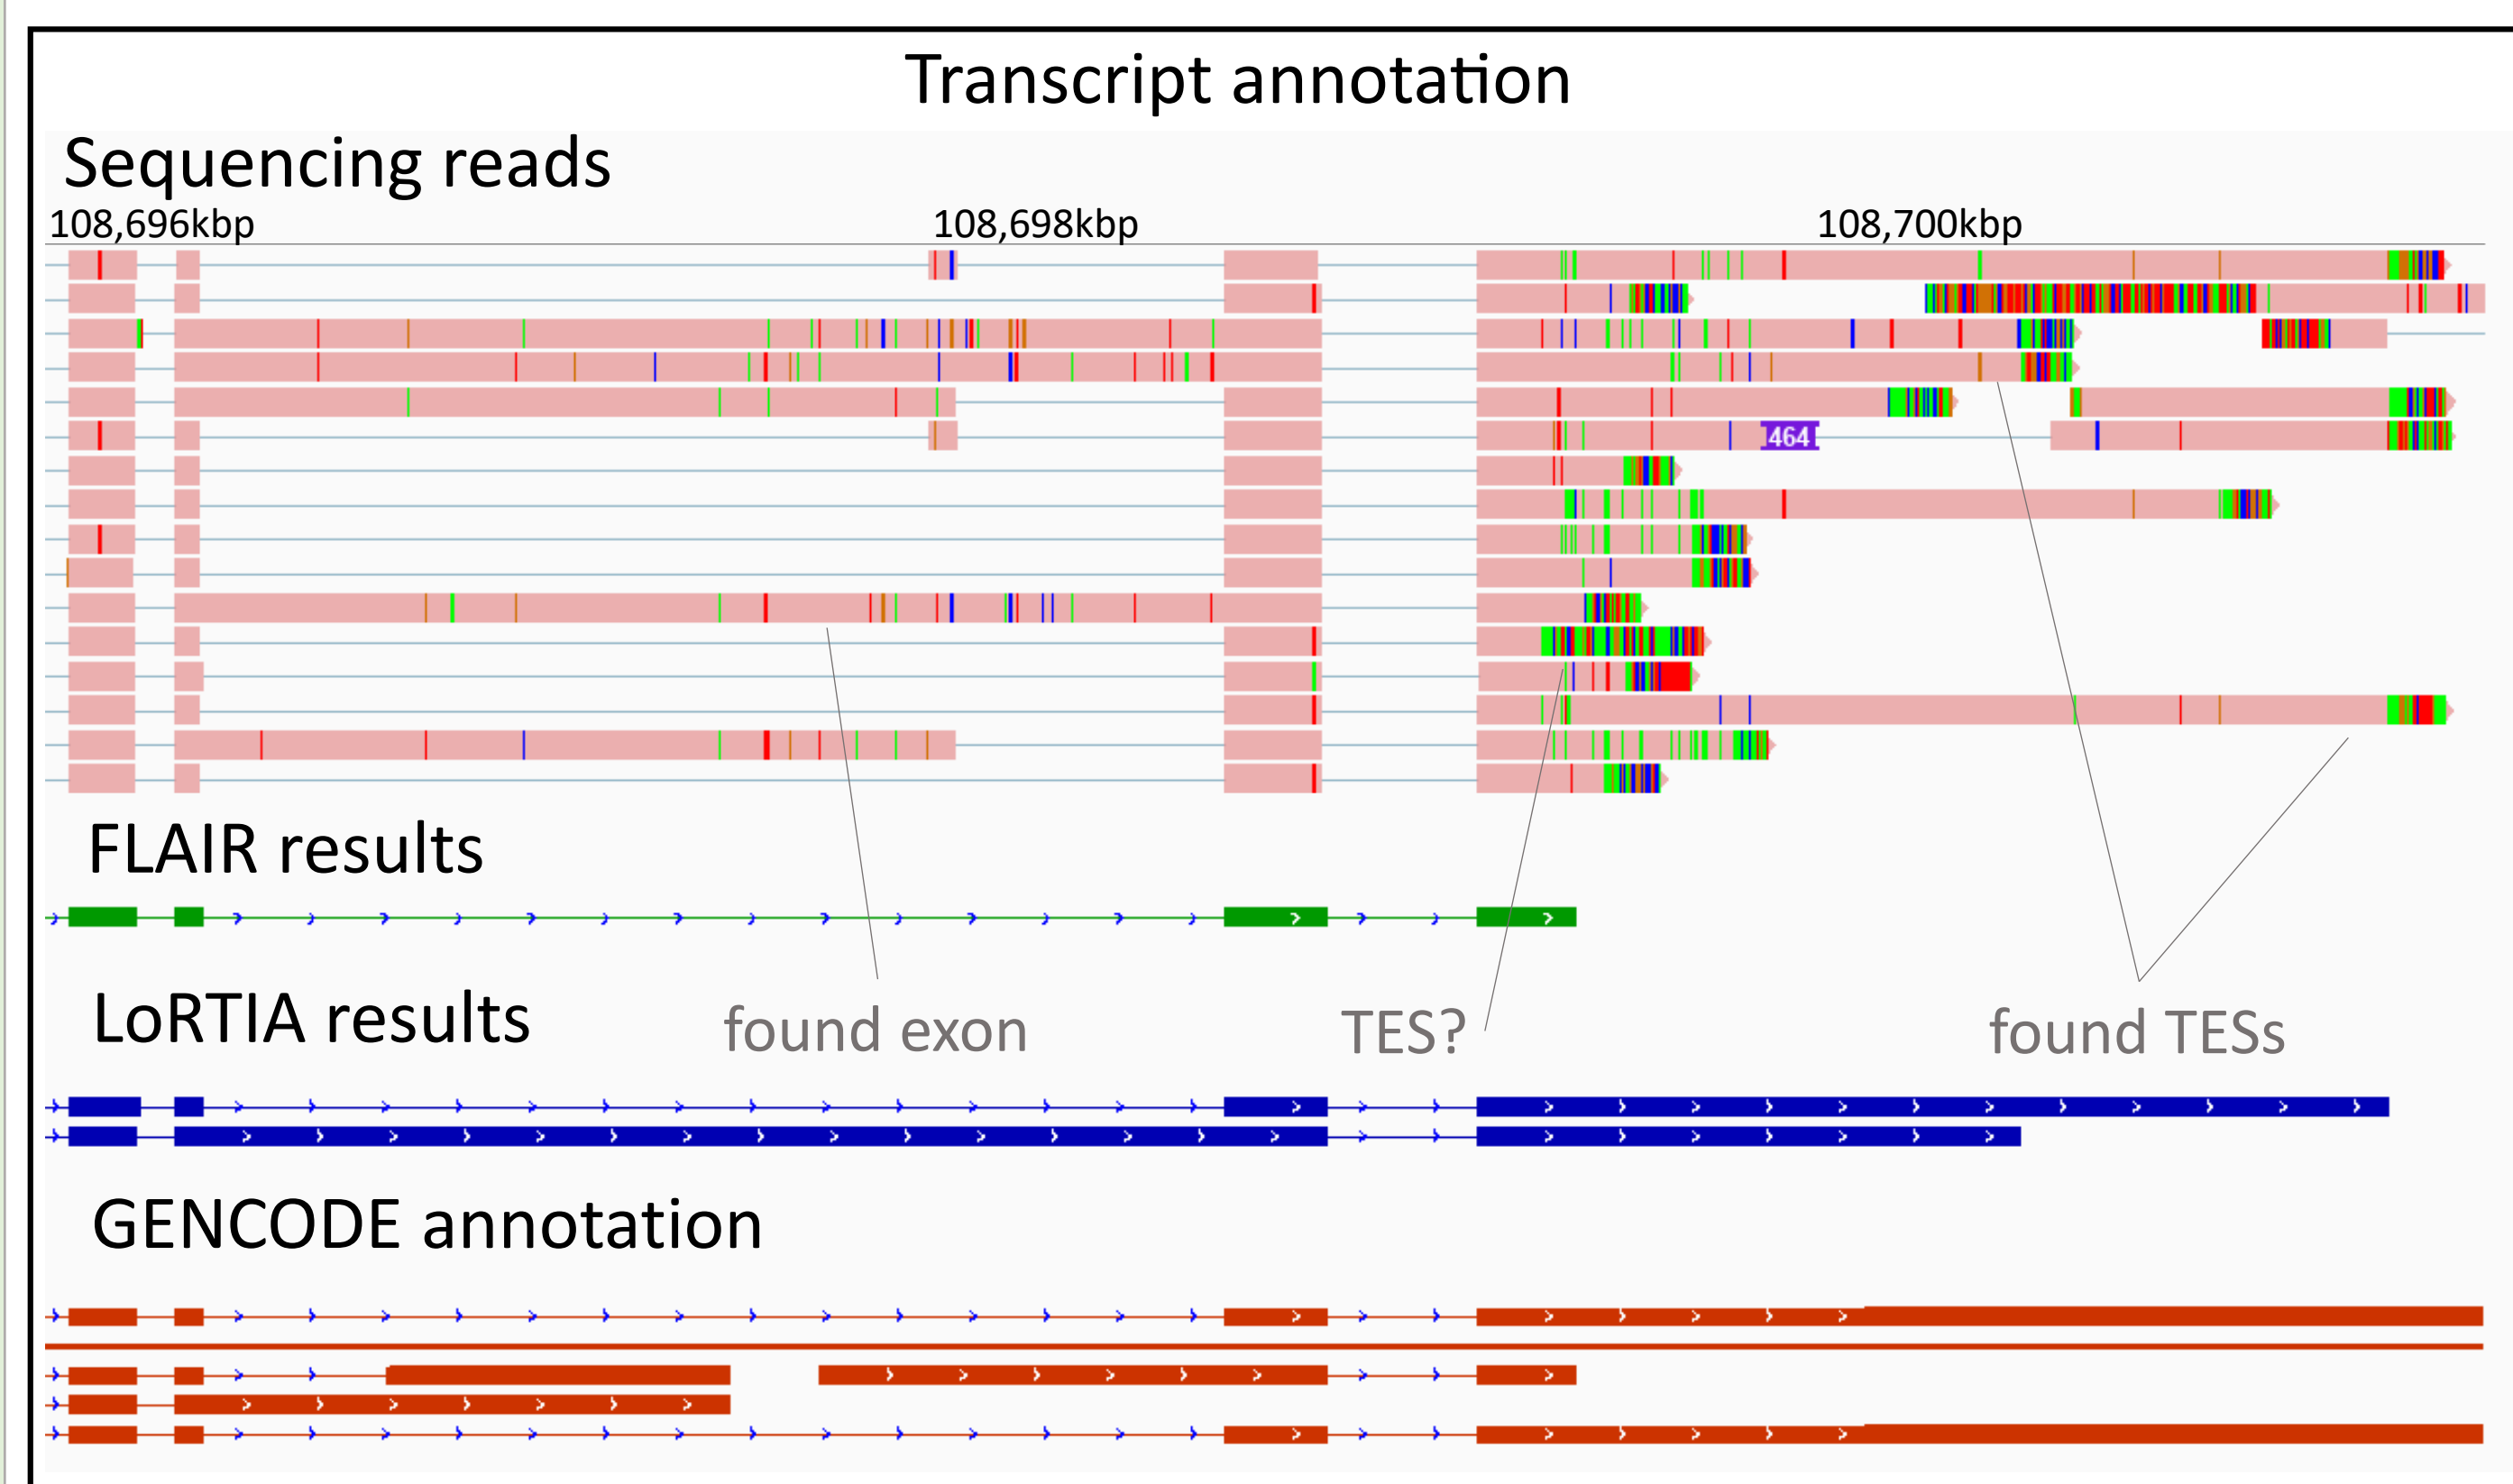 Transcript annotation
Sequencing reads
108,696kbp 108,698kbp 108,700kbp
464
FLAIR results
LoRTIA results
found exon
TES?
found TESs
GENCODE annotation